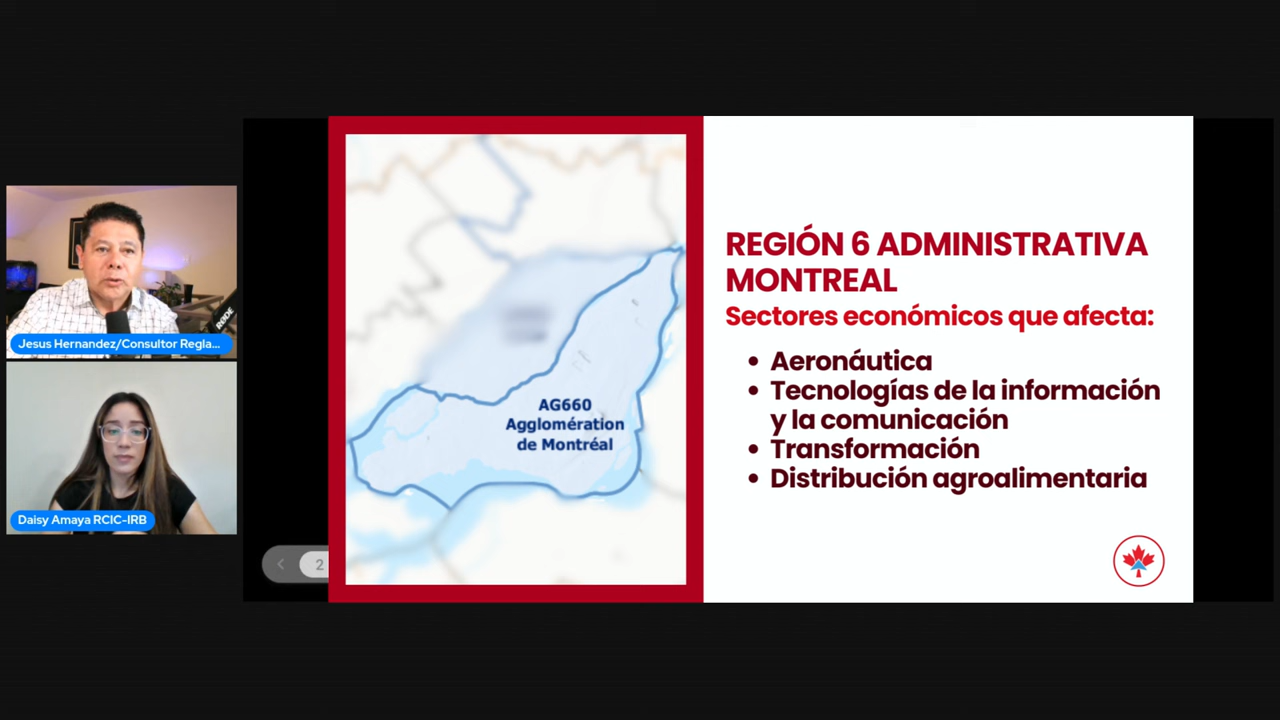 Jesus Hernandez/Consultor Regla...
Daisy Amaya RCIC-IRB
RODE
2
AG660
Agglomération
de Montréal
REGIÓN 6 ADMINISTRATIVA
MONTREAL
Sectores económicos que afecta:
• Aeronáutica
• Tecnologías de la información
y la comunicación
• Transformación
• Distribución agroalimentaria